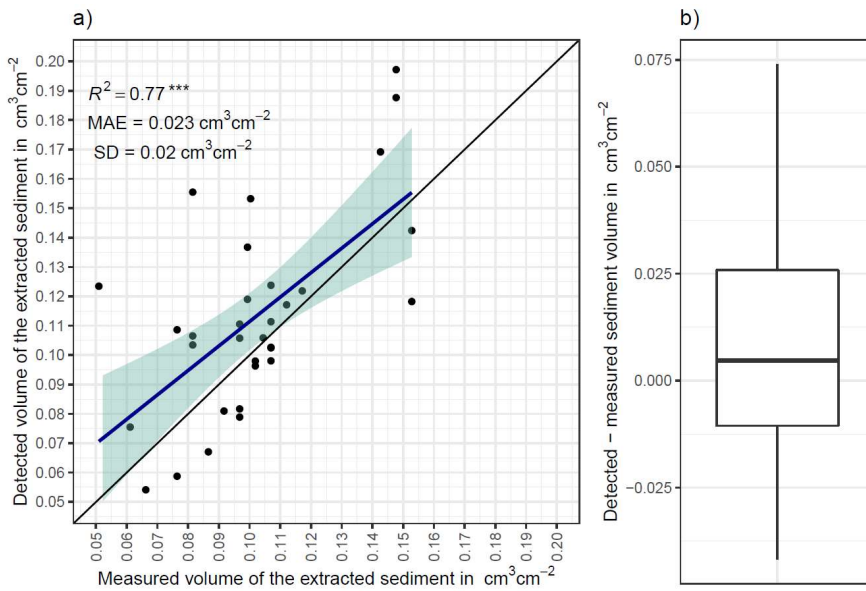 a)
Detected volume of the extracted sediment in cm³cm⁻²
0.20
0.19
0.18
0.17
0.16
0.15
0.14
0.13
0.12
0.11
0.10
0.09
0.08
0.07
0.06
0.05
R² = 0.77 ***
MAE = 0.023 cm³cm⁻²
SD = 0.02 cm³cm⁻²
0.05 0.06 0.07 0.08 0.09 0.10 0.11 0.12 0.13 0.14 0.15 0.16 0.17 0.18 0.19 0.20
Measured volume of the extracted sediment in cm³cm⁻²
b)
Detected − measured sediment volume in cm³cm⁻²
0.075
0.050
0.025
0.000
−0.025